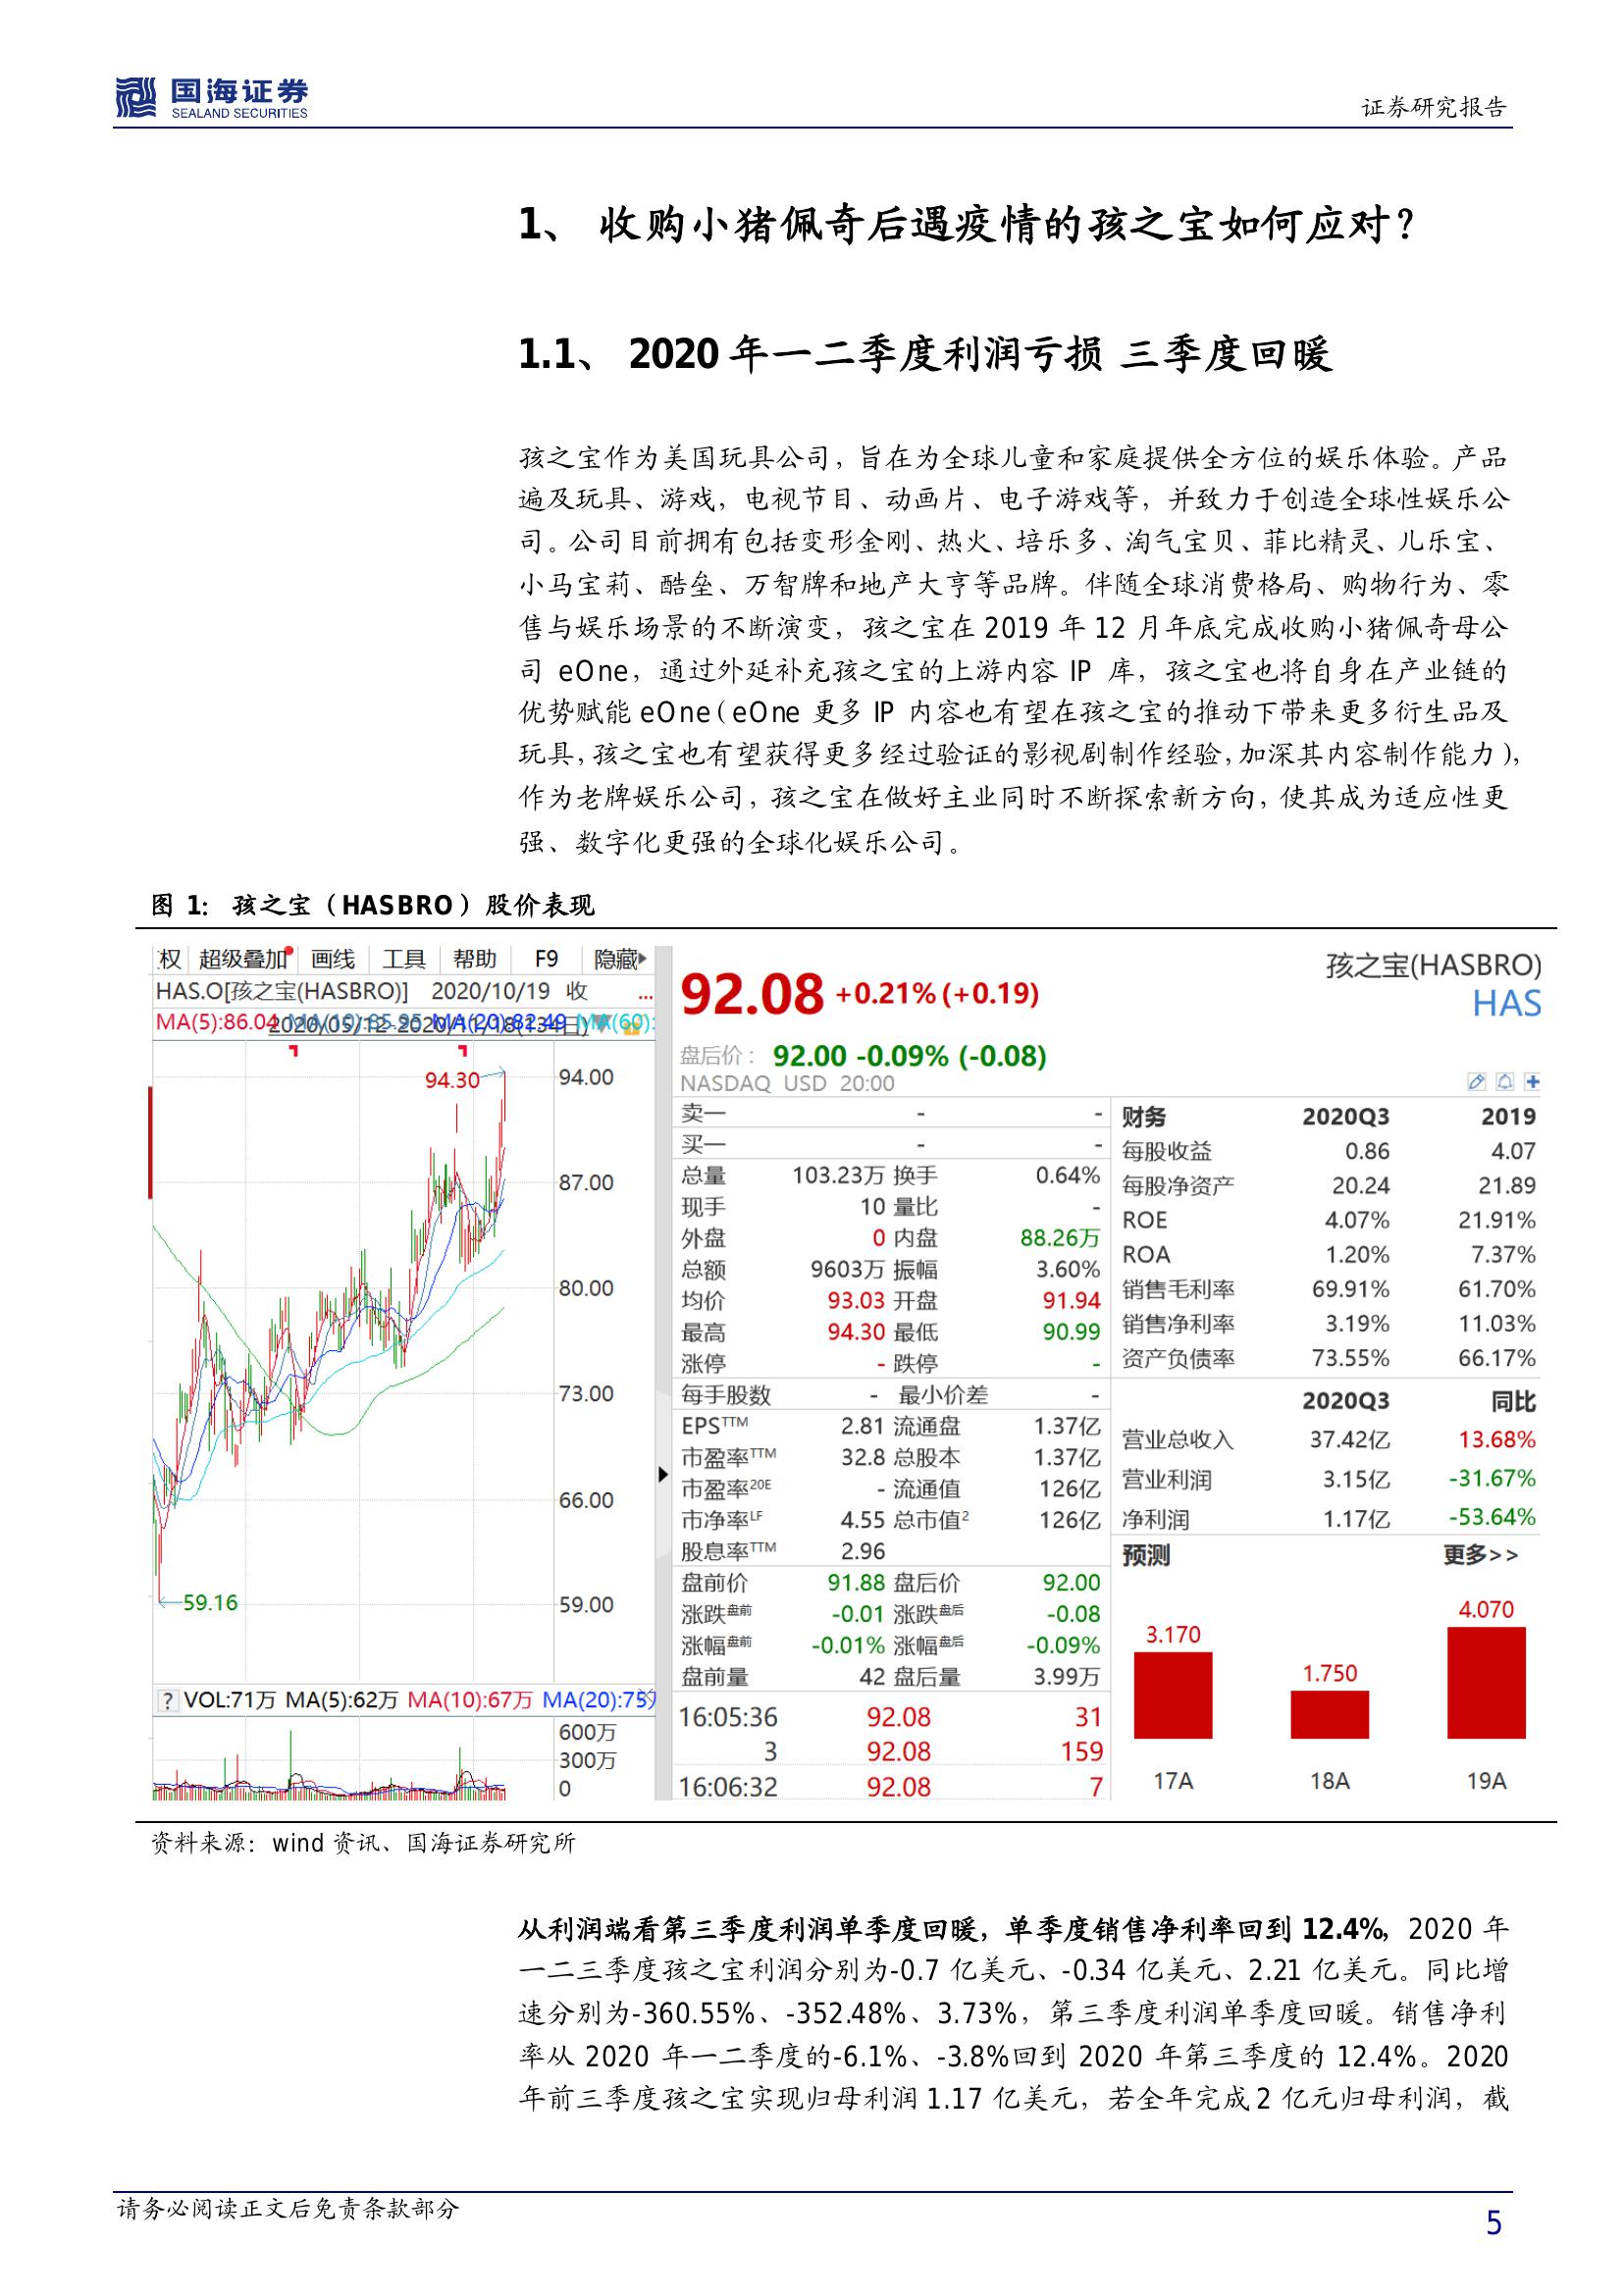 国海证券
SEALAND SECURITIES
证券研究报告
1、 收购小猪佩奇后遇疫情的孩之宝如何应对？
1.1、 2020 年一二季度利润亏损 三季度回暖
孩之宝作为美国玩具公司，旨在为全球儿童和家庭提供全方位的娱乐体验。产品
遍及玩具、游戏，电视节目、动画片、电子游戏等，并致力于创造全球性娱乐公
司。公司目前拥有包括变形金刚、热火、培乐多、淘气宝贝、菲比精灵、儿乐宝、
小马宝莉、酷垒、万智牌和地产大亨等品牌。伴随全球消费格局、购物行为、零
售与娱乐场景的不断演变，孩之宝在 2019 年 12 月年底完成收购小猪佩奇母公
司 eOne，通过外延补充孩之宝的上游内容 IP 库，孩之宝也将自身在产业链的
优势赋能 eOne（eOne 更多 IP 内容也有望在孩之宝的推动下带来更多衍生品及
玩具，孩之宝也有望获得更多经过验证的影视剧制作经验，加深其内容制作能力），
作为老牌娱乐公司，孩之宝在做好主业同时不断探索新方向，使其成为适应性更
强、数字化更强的全球化娱乐公司。
图 1： 孩之宝（HASBRO）股价表现
权 超级叠加 画线 工具 帮助 F9 隐藏
HAS.O[孩之宝(HASBRO)] 2020/10/19 收 ...
MA(5):86.04 MA(10):85.95 MA(20):82.49 MA(60):
2020/05/12-2020/11/18(134日)
94.30
94.00
87.00
80.00
73.00
66.00
59.16
59.00
? VOL:71万 MA(5):62万 MA(10):67万 MA(20):75万
600万
300万
0
92.08 +0.21% (+0.19)
孩之宝(HASBRO)
HAS
盘后价： 92.00 -0.09% (-0.08)
NASDAQ USD 20:00
卖一 - -
买一 - -
总量 103.23万 换手 0.64%
现手 10 量比 -
外盘 0 内盘 88.26万
总额 9603万 振幅 3.60%
均价 93.03 开盘 91.94
最高 94.30 最低 90.99
涨停 - 跌停 -
每手股数 - 最小价差 -
EPSTTM 2.81 流通盘 1.37亿
市盈率TTM 32.8 总股本 1.37亿
市盈率20E - 流通值 126亿
市净率LF 4.55 总市值2 126亿
股息率TTM 2.96
盘前价 91.88 盘后价 92.00
涨跌盘前 -0.01 涨跌盘后 -0.08
涨幅盘前 -0.01% 涨幅盘后 -0.09%
盘前量 42 盘后量 3.99万
16:05:36 92.08 31
3 92.08 159
16:06:32 92.08 7
财务 2020Q3 2019
每股收益 0.86 4.07
每股净资产 20.24 21.89
ROE 4.07% 21.91%
ROA 1.20% 7.37%
销售毛利率 69.91% 61.70%
销售净利率 3.19% 11.03%
资产负债率 73.55% 66.17%
2020Q3 同比
营业总收入 37.42亿 13.68%
营业利润 3.15亿 -31.67%
净利润 1.17亿 -53.64%
预测 更多>>
3.170 1.750 4.070
17A 18A 19A
资料来源：wind 资讯、国海证券研究所
从利润端看第三季度利润单季度回暖，单季度销售净利率回到 12.4%，2020 年
一二三季度孩之宝利润分别为-0.7 亿美元、-0.34 亿美元、2.21 亿美元。同比增
速分别为-360.55%、-352.48%、3.73%，第三季度利润单季度回暖。销售净利
率从 2020 年一二季度的-6.1%、-3.8%回到 2020 年第三季度的 12.4%。2020
年前三季度孩之宝实现归母利润 1.17 亿美元，若全年完成 2 亿元归母利润，截
请务必阅读正文后免责条款部分
5